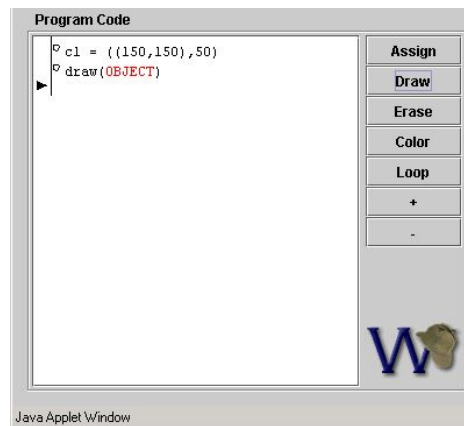 Program Code
c1 = ((150,150),50)
draw(OBJECT)
Assign
Draw
Erase
Color
Loop
+
-
W
Java Applet Window